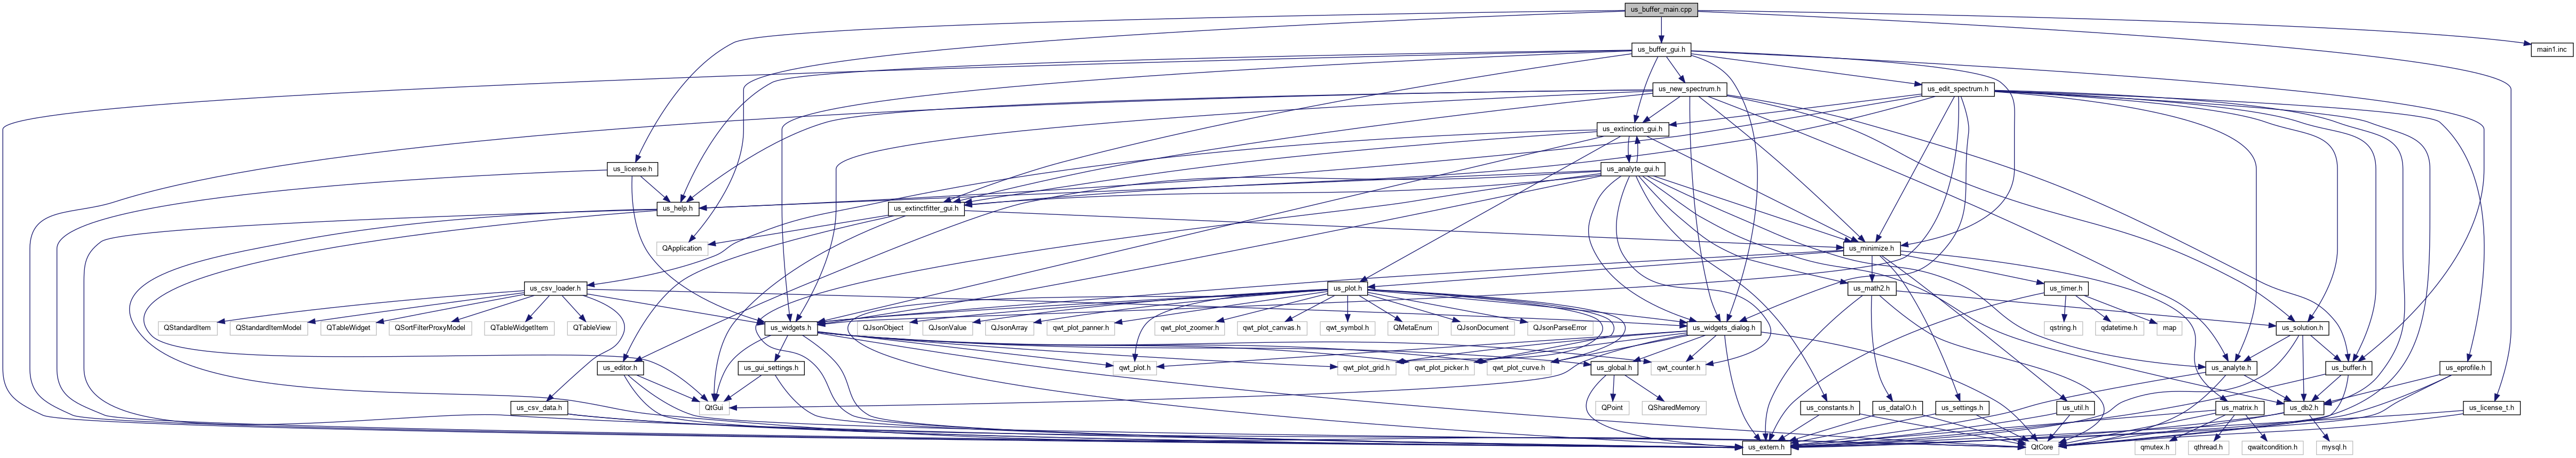 us_buffer_main.cpp
us_buffer_gui.h
main1.inc
us_new_spectrum.h
us_edit_spectrum.h
us_extinction_gui.h
us_license.h
us_analyte_gui.h
us_help.h
us_extinctfitter_gui.h
QApplication
us_minimize.h
us_csv_loader.h
us_plot.h
us_math2.h
us_timer.h
QStandardItem
QStandardItemModel
QTableWidget
QSortFilterProxyModel
QTableWidgetItem
QTableView
us_widgets.h
QJsonObject
QJsonValue
QJsonArray
qwt_plot_panner.h
qwt_plot_zoomer.h
qwt_plot_canvas.h
qwt_symbol.h
QMetaEnum
QJsonDocument
QJsonParseError
us_widgets_dialog.h
qstring.h
qdatetime.h
map
us_solution.h
us_editor.h
us_gui_settings.h
qwt_plot.h
qwt_plot_grid.h
qwt_plot_picker.h
qwt_plot_curve.h
us_global.h
qwt_counter.h
us_analyte.h
us_buffer.h
us_eprofile.h
us_csv_data.h
QtGui
QPoint
QSharedMemory
us_constants.h
us_dataIO.h
us_settings.h
us_util.h
us_matrix.h
us_db2.h
us_license_t.h
us_extern.h
QtCore
qmutex.h
qthread.h
qwaitcondition.h
mysql.h